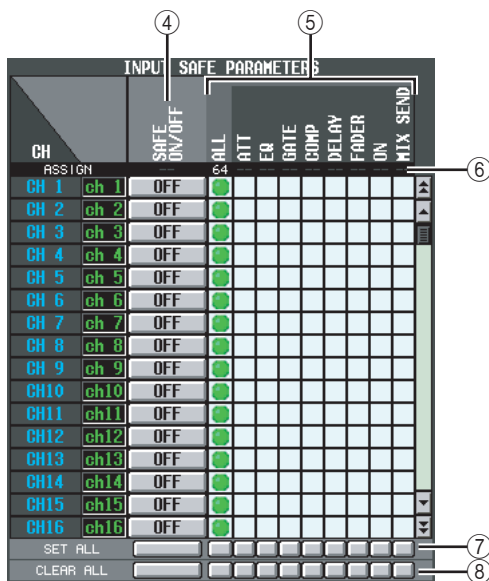 ④ ⑤
INPUT SAFE PARAMETERS
CH SAFE ON/OFF ALL ATT EQ GATE COMP DELAY FADER ON MIX SEND
ASSIGN -- 64 -- -- -- -- -- -- -- -- ⑥
CH 1 ch 1 OFF
CH 2 ch 2 OFF
CH 3 ch 3 OFF
CH 4 ch 4 OFF
CH 5 ch 5 OFF
CH 6 ch 6 OFF
CH 7 ch 7 OFF
CH 8 ch 8 OFF
CH 9 ch 9 OFF
CH10 ch10 OFF
CH11 ch11 OFF
CH12 ch12 OFF
CH13 ch13 OFF
CH14 ch14 OFF
CH15 ch15 OFF
CH16 ch16 OFF
SET ALL ⑦
CLEAR ALL ⑧